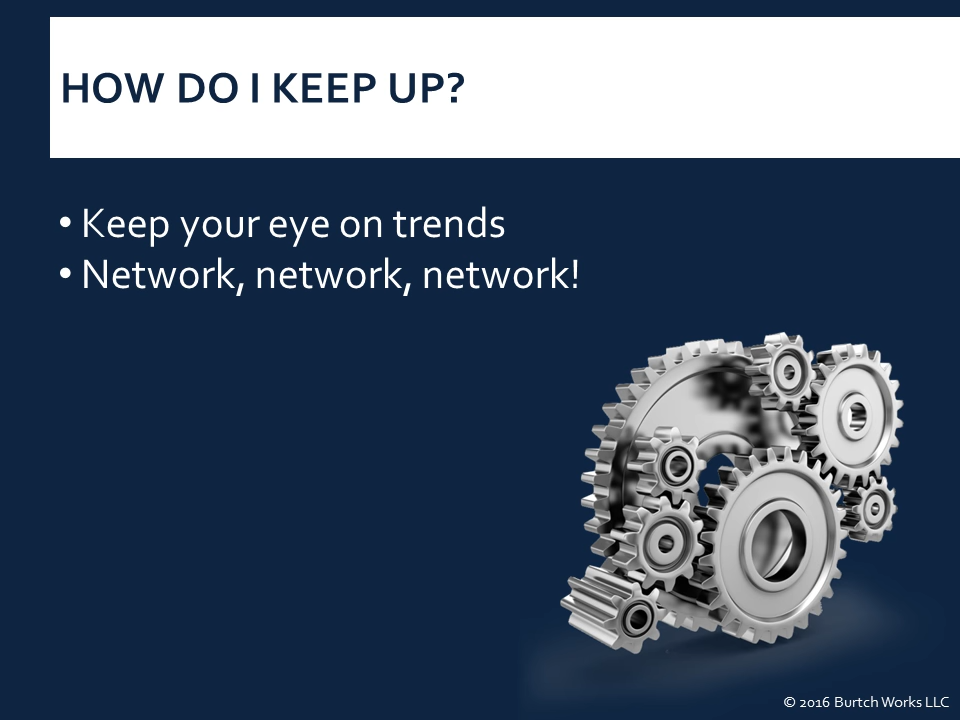 HOW DO I KEEP UP?
• Keep your eye on trends
• Network, network, network!
© 2016 Burtch Works LLC